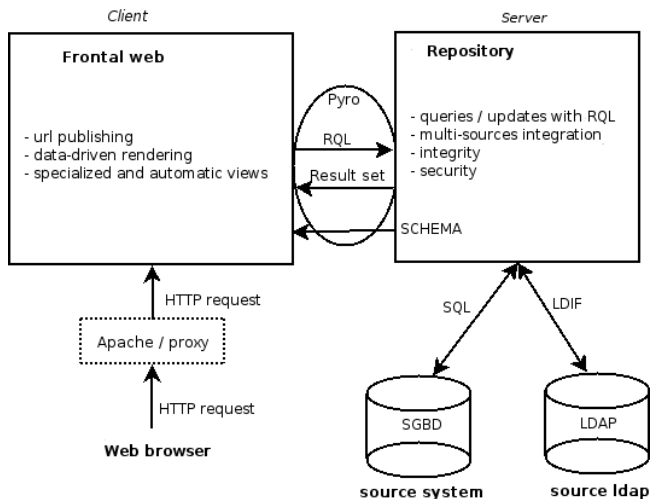 Client
Server
Frontal web
Repository
Pyro
- url publishing
- data-driven rendering
- specialized and automatic views
RQL
Result set
SCHEMA
- queries / updates with RQL
- multi-sources integration
- integrity
- security
HTTP request
Apache / proxy
HTTP request
Web browser
SQL
LDIF
SGBD
LDAP
source system
source ldap